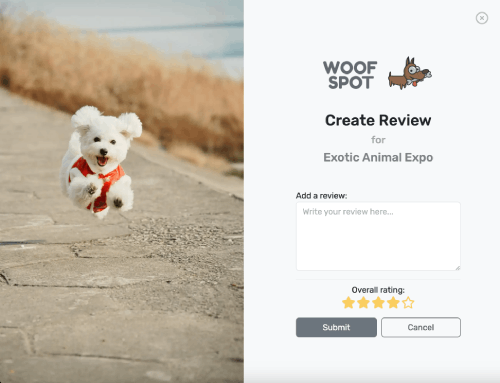 WOOF
SPOT
Create Review
for
Exotic Animal Expo
Add a review:
Write your review here...
Overall rating:
Submit
Cancel